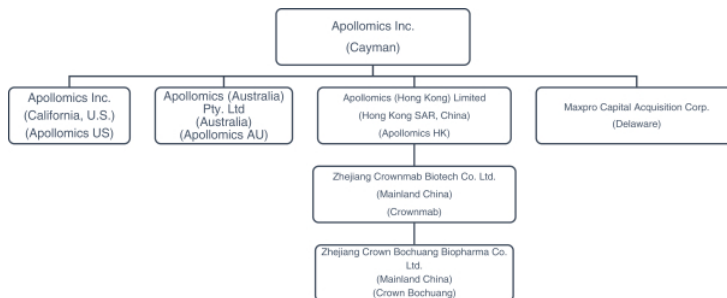 Apollomics Inc.
(Cayman)
Apollomics Inc.
(California, U.S.)
(Apollomics US)
Apollomics (Australia)
Pty. Ltd
(Australia)
(Apollomics AU)
Apollomics (Hong Kong) Limited
(Hong Kong SAR, China)
(Apollomics HK)
Maxpro Capital Acquisition Corp.
(Delaware)
Zhejiang Crownmab Biotech Co. Ltd.
(Mainland China)
(Crownmab)
Zhejiang Crown Bochuang Biopharma Co.
Ltd.
(Mainland China)
(Crown Bochuang)